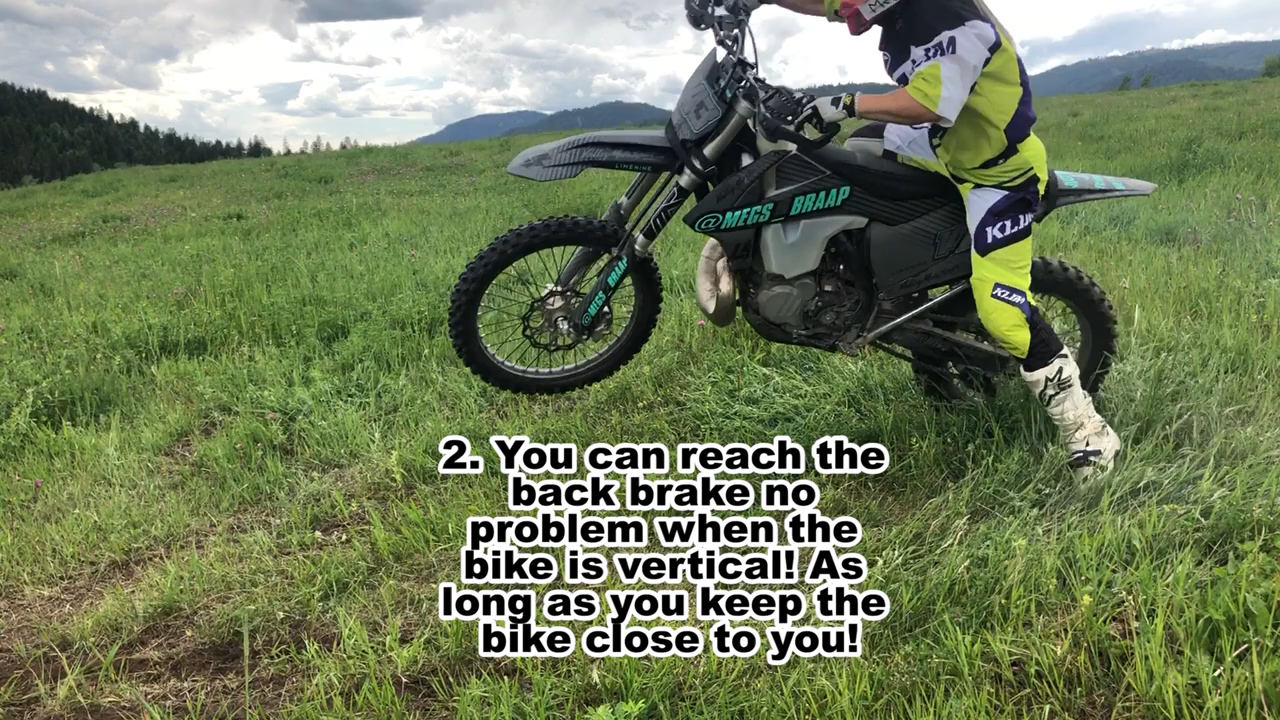 KLIM
LIMENINE
@MEGS_BRAAP
@MEGS_BRAAP
KLIM
KLIM
2. You can reach the
back brake no
problem when the
bike is vertical! As
long as you keep the
bike close to you!